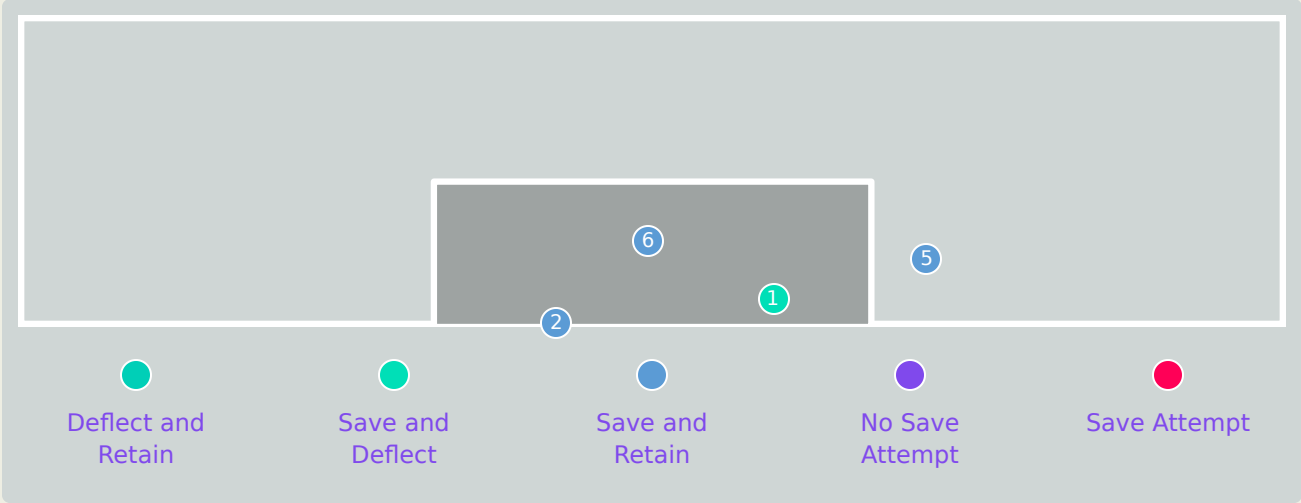 6
5
1
2
Deflect and
Retain
Save and
Deflect
Save and
Retain
No Save
Attempt
Save Attempt